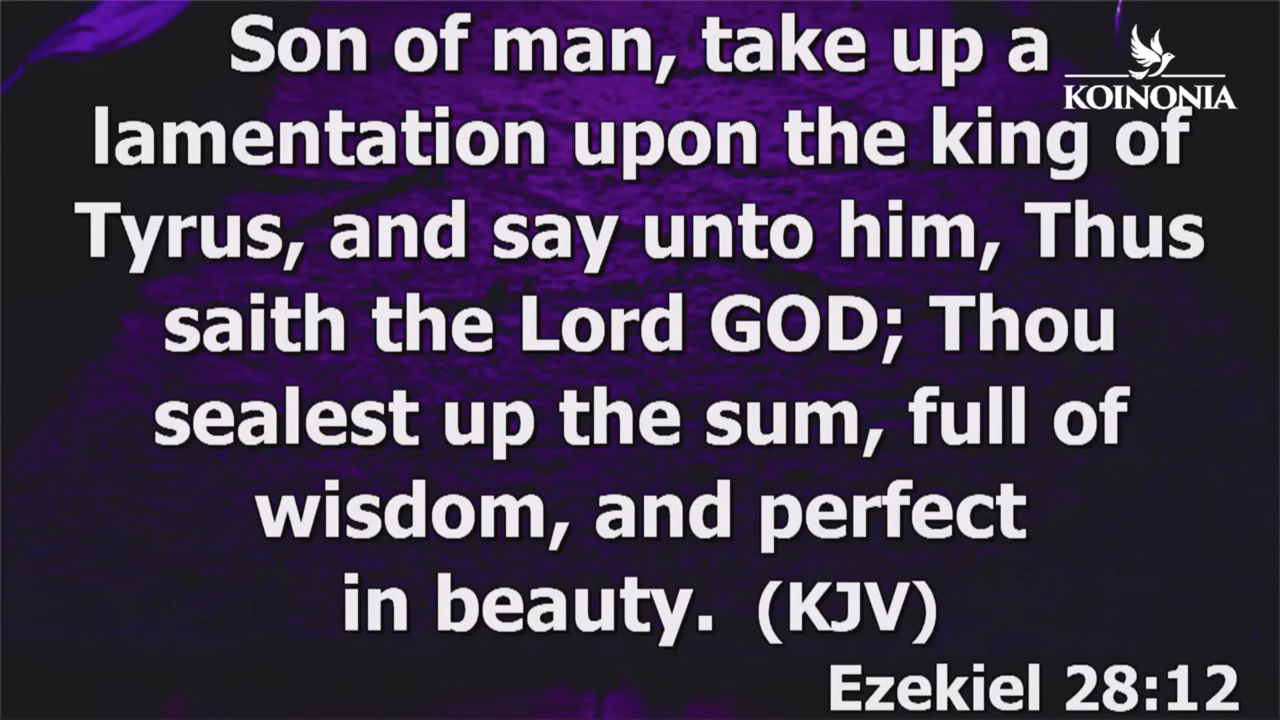 Son of man, take up a
KOINONIA
lamentation upon the king of
Tyrus, and say unto him, Thus
saith the Lord GOD; Thou
sealest up the sum, full of
wisdom, and perfect
in beauty. (KJV)
Ezekiel 28:12